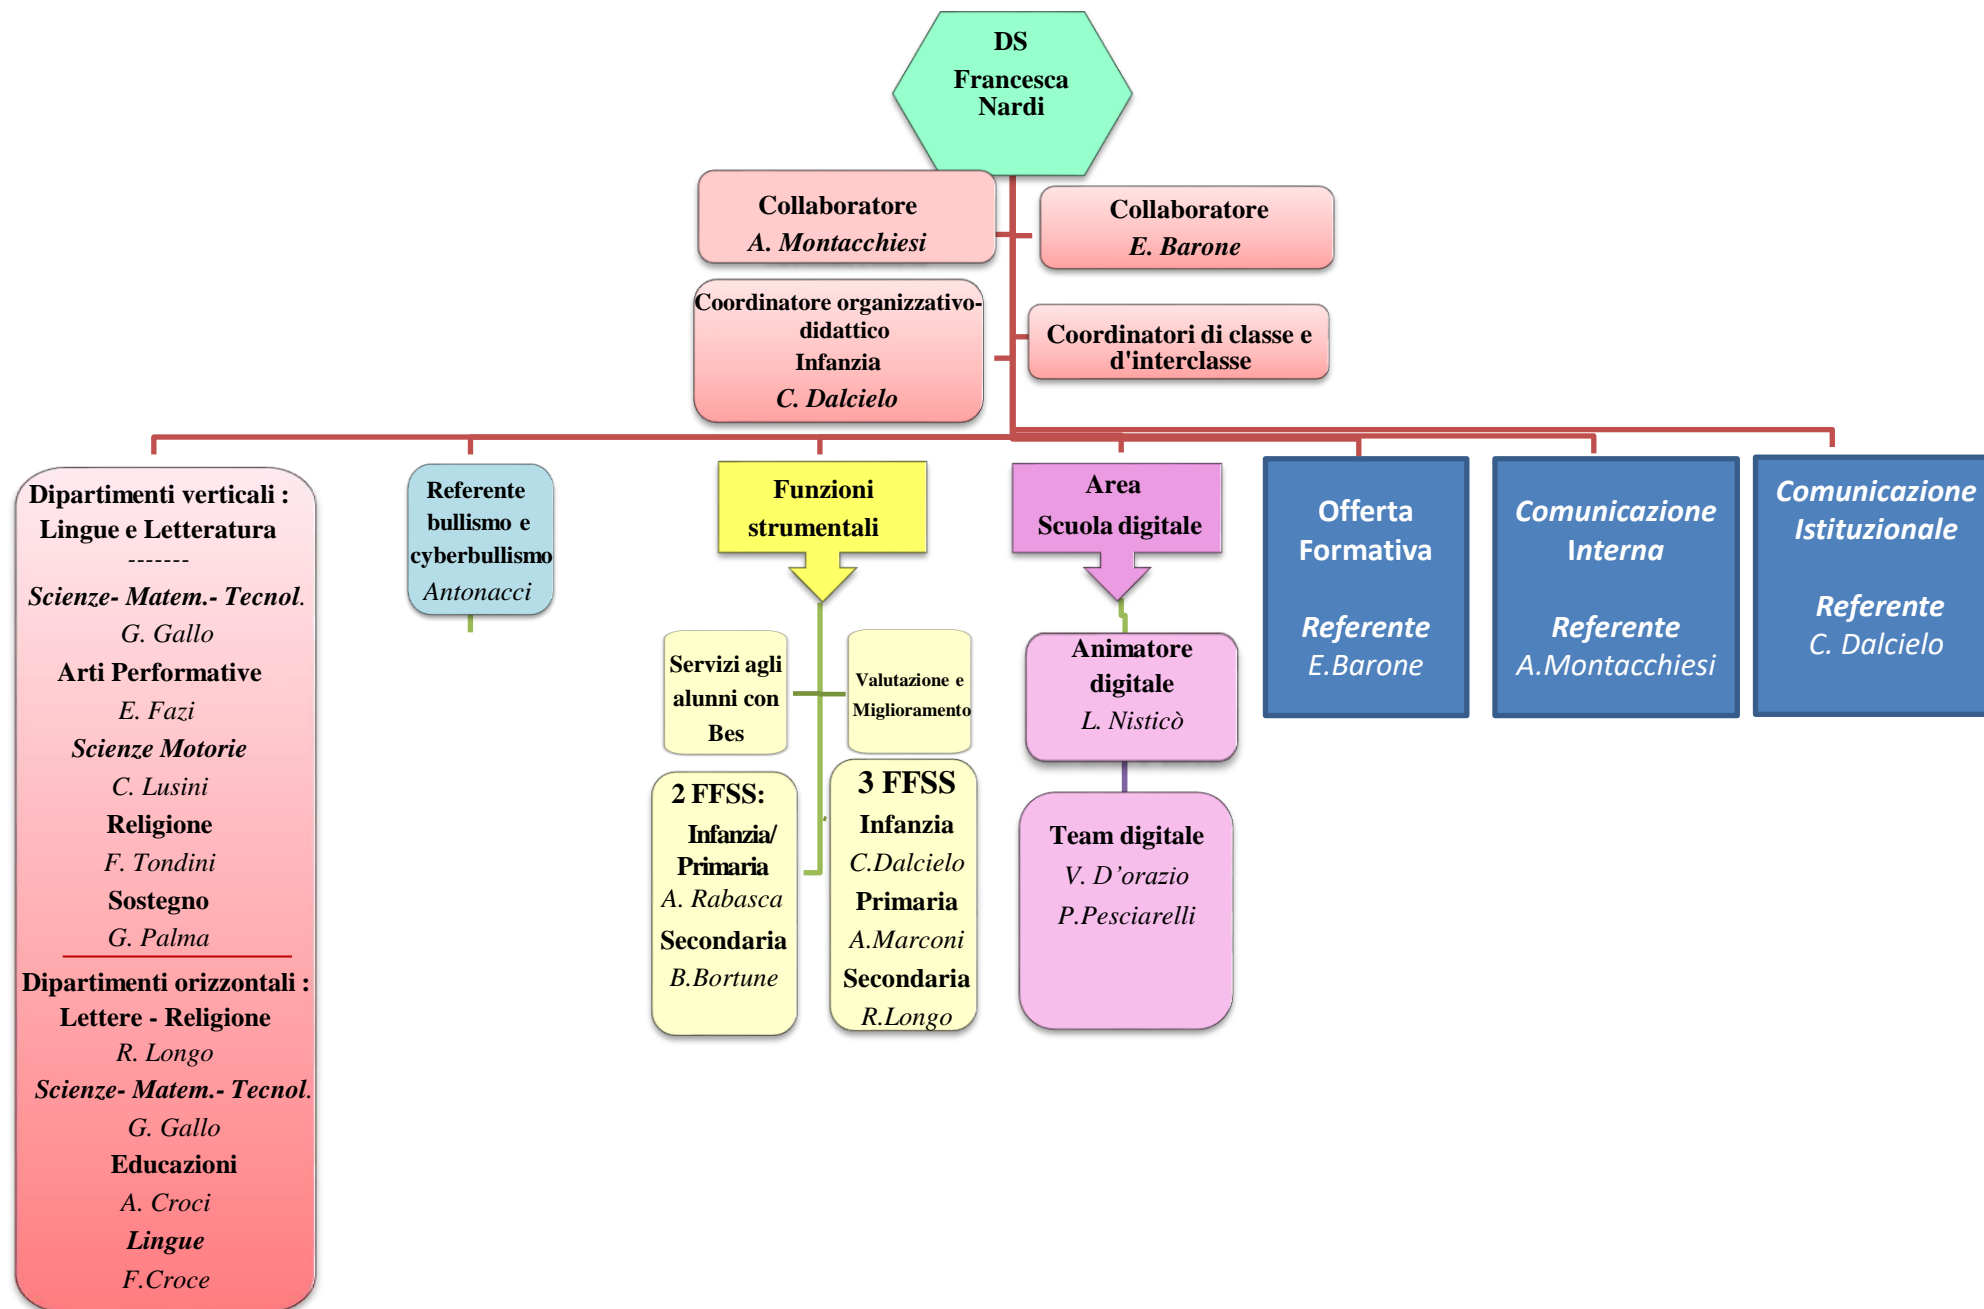 DS
Francesca
Nardi
Collaboratore
A. Montacchiesi
Collaboratore
E. Barone
Coordinatore organizzativo-
didattico
Infanzia
C. Dalcielo
Coordinatori di classe e
d'interclasse
Dipartimenti verticali :
Lingue e Letteratura
-------
Scienze- Matem.- Tecnol.
G. Gallo
Arti Performative
E. Fazi
Scienze Motorie
C. Lusini
Religione
F. Tondini
Sostegno
G. Palma
Dipartimenti orizzontali :
Lettere - Religione
R. Longo
Scienze- Matem.- Tecnol.
G. Gallo
Educazioni
A. Croci
Lingue
F.Croce
Referente
bullismo e
cyberbullismo
Antonacci
Funzioni
strumentali
Servizi agli
alunni con
Bes
Valutazione e
Miglioramento
2 FFSS:
Infanzia/
Primaria
A. Rabasca
Secondaria
B.Bortune
3 FFSS
Infanzia
C.Dalcielo
Primaria
A.Marconi
Secondaria
R.Longo
Area
Scuola digitale
Animatore
digitale
L. Nisticò
Team digitale
V. D’orazio
P.Pesciarelli
Offerta
Formativa
Referente
E.Barone
Comunicazione
Interna
Referente
A.Montacchiesi
Comunicazione
Istituzionale
Referente
C. Dalcielo